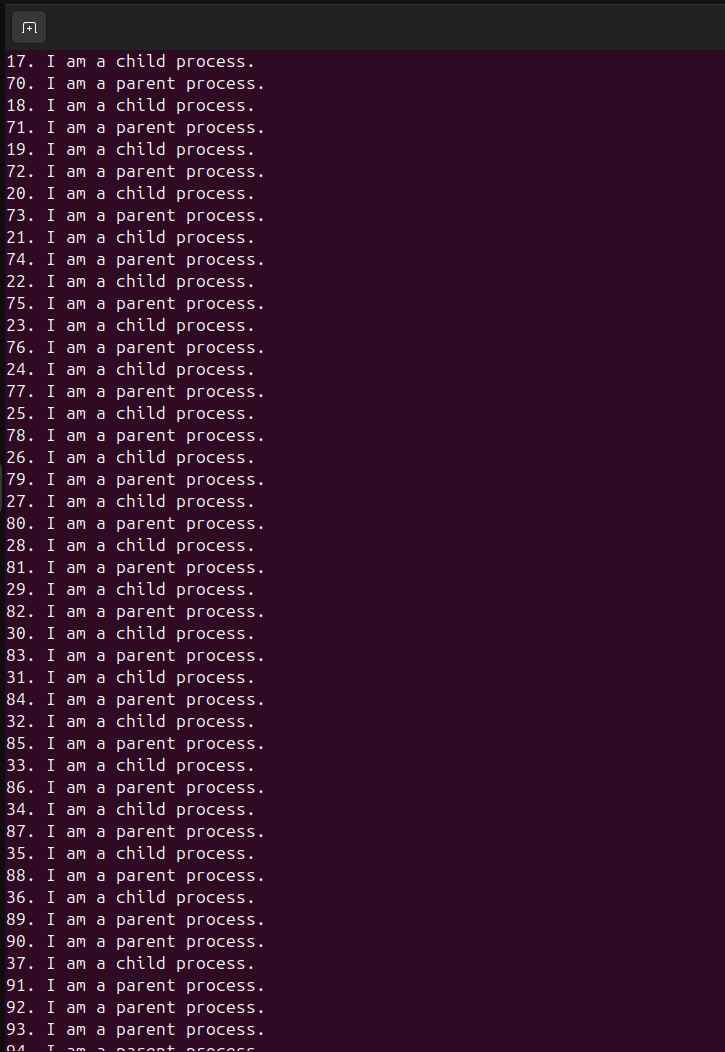 17. I am a child process.
70. I am a parent process.
18. I am a child process.
71. I am a parent process.
19. I am a child process.
72. I am a parent process.
20. I am a child process.
73. I am a parent process.
21. I am a child process.
74. I am a parent process.
22. I am a child process.
75. I am a parent process.
23. I am a child process.
76. I am a parent process.
24. I am a child process.
77. I am a parent process.
25. I am a child process.
78. I am a parent process.
26. I am a child process.
79. I am a parent process.
27. I am a child process.
80. I am a parent process.
28. I am a child process.
81. I am a parent process.
29. I am a child process.
82. I am a parent process.
30. I am a child process.
83. I am a parent process.
31. I am a child process.
84. I am a parent process.
32. I am a child process.
85. I am a parent process.
33. I am a child process.
86. I am a parent process.
34. I am a child process.
87. I am a parent process.
35. I am a child process.
88. I am a parent process.
36. I am a child process.
89. I am a parent process.
90. I am a parent process.
37. I am a child process.
91. I am a parent process.
92. I am a parent process.
93. I am a parent process.
94. I am a parent process.